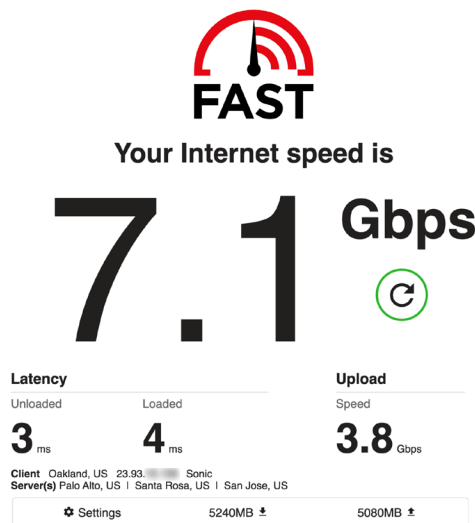 FAST
Your Internet speed is
7.1 Gbps
Latency
Unloaded Loaded
3 ms 4 ms
Upload
Speed
3.8 Gbps
Client Oakland, US 23.93. Sonic
Server(s) Palo Alto, US | Santa Rosa, US | San Jose, US
Settings 5240MB 5080MB